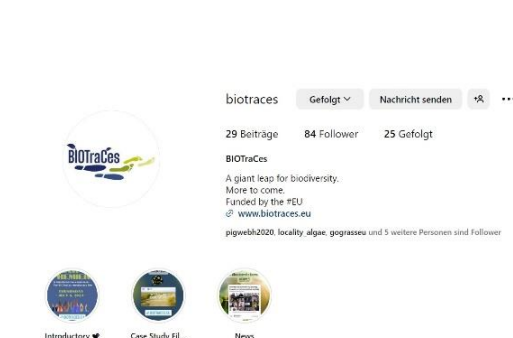 biotraces Gefolgt Nachricht senden
29 Beiträge 84 Follower 25 Gefolgt
BIOTraCes
BIOTraCes
A giant leap for biodiversity.
More to come.
Funded by the #EU
www.biotraces.eu
pigwebh2020, locality_algae, gograsseu und 5 weitere Personen sind Follower
Introductory Case Study Fil... News